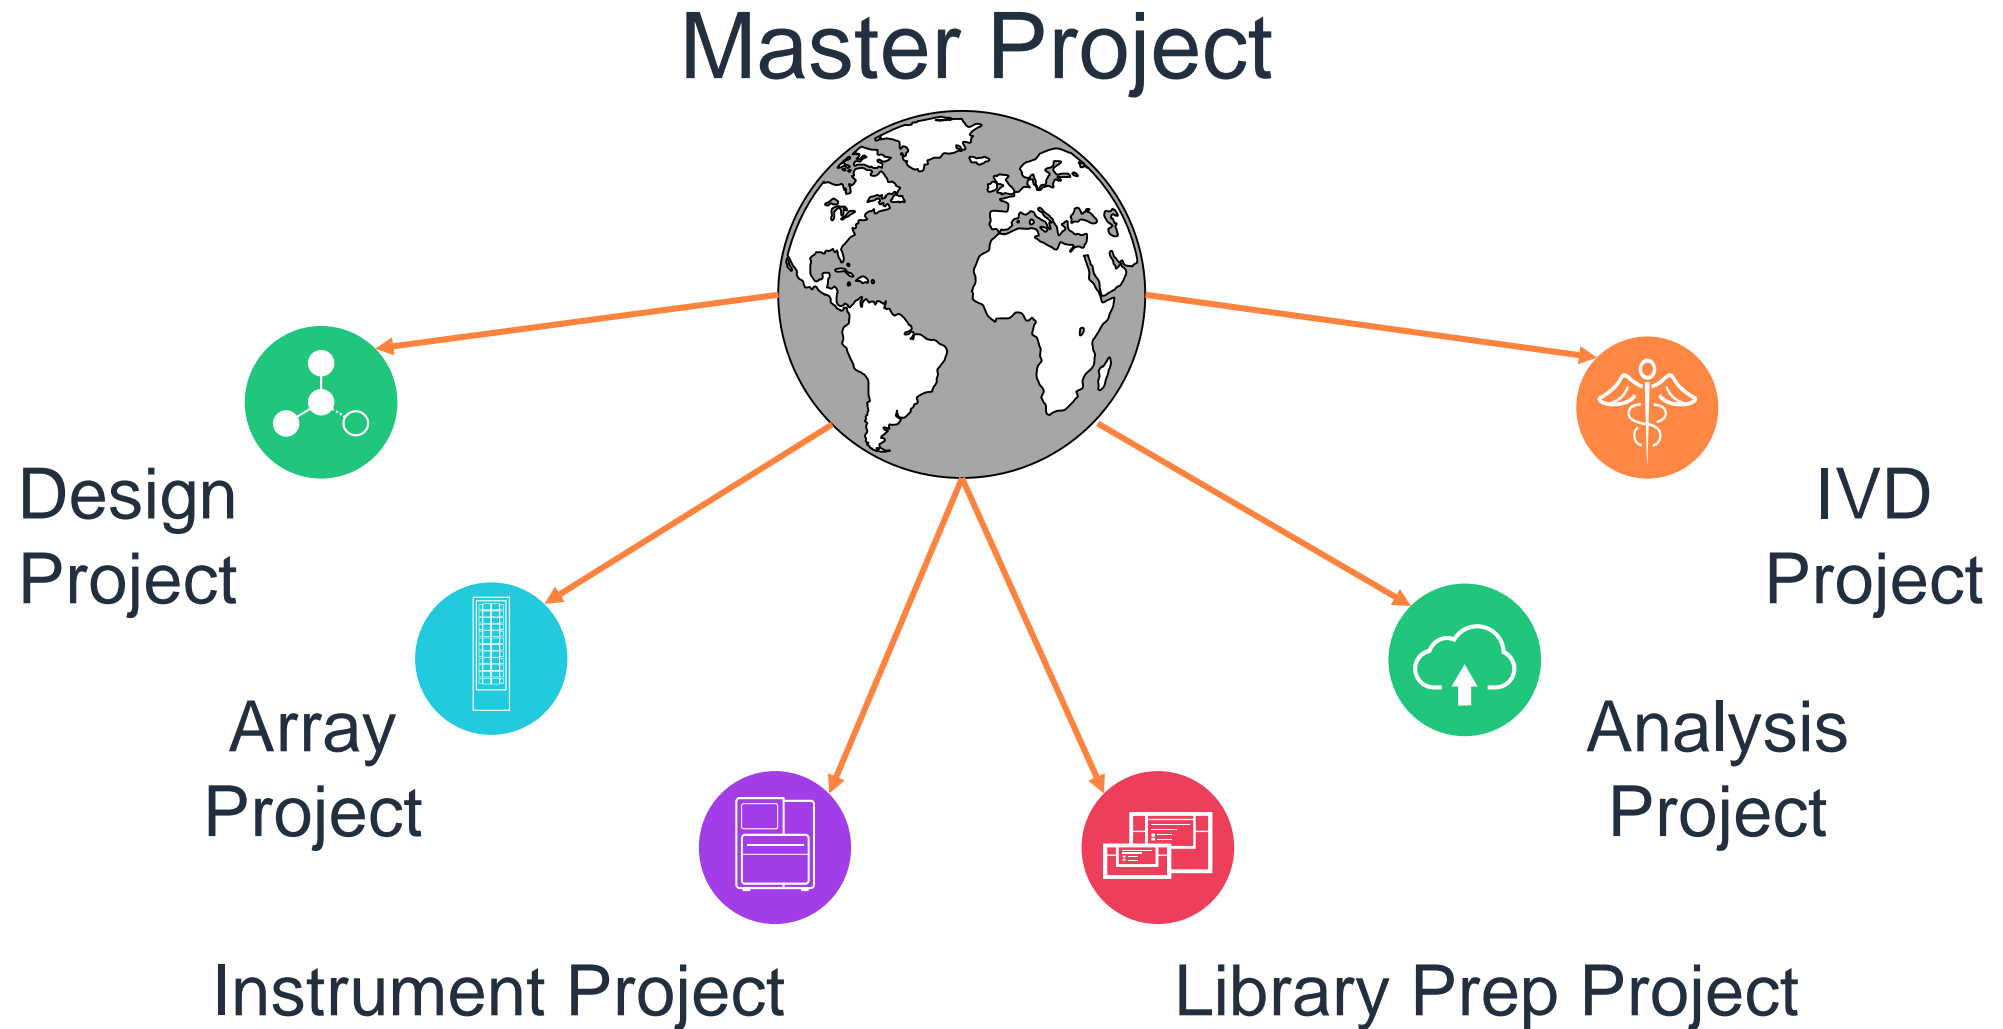 Master Project
Design
Project
IVD
Project
Array
Project
Analysis
Project
Instrument Project
Library Prep Project